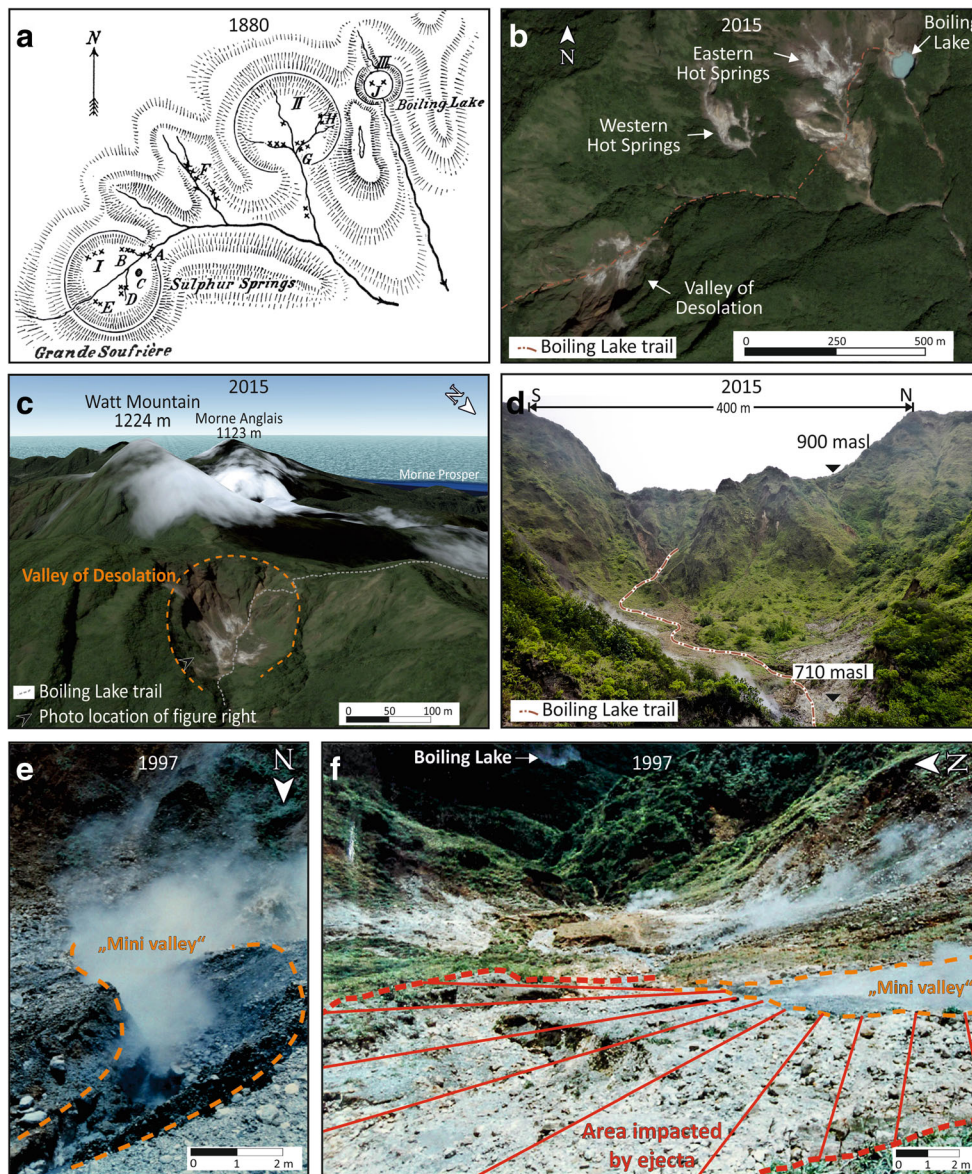 a
1880
N
III
J
Boiling Lake
II
H
G
F
A
B
I
C
D
E
Sulphur Springs
Grande Soufrière
b
2015
N
Boiling
Lake
Eastern
Hot Springs
Western
Hot Springs
Valley of
Desolation
Boiling Lake trail
0 250 500 m
c
2015
N
Watt Mountain
1224 m
Morne Anglais
1123 m
Morne Prosper
Valley of Desolation
Boiling Lake trail
Photo location of figure right
0 50 100 m
d
2015
S N
400 m
900 masl
710 masl
Boiling Lake trail
e
1997
N
„Mini valley“
0 1 2 m
f
Boiling Lake
1997
N
„Mini valley“
Area impacted
by ejecta
0 1 2 m